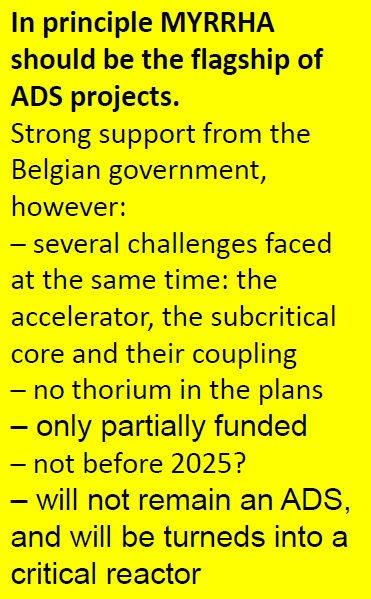 In principle MYRRHA
should be the flagship of
ADS projects.
Strong support from the
Belgian government,
however:
– several challenges faced
at the same time: the
accelerator, the subcritical
core and their coupling
– no thorium in the plans
– only partially funded
– not before 2025?
– will not remain an ADS,
and will be turneds into a
critical reactor